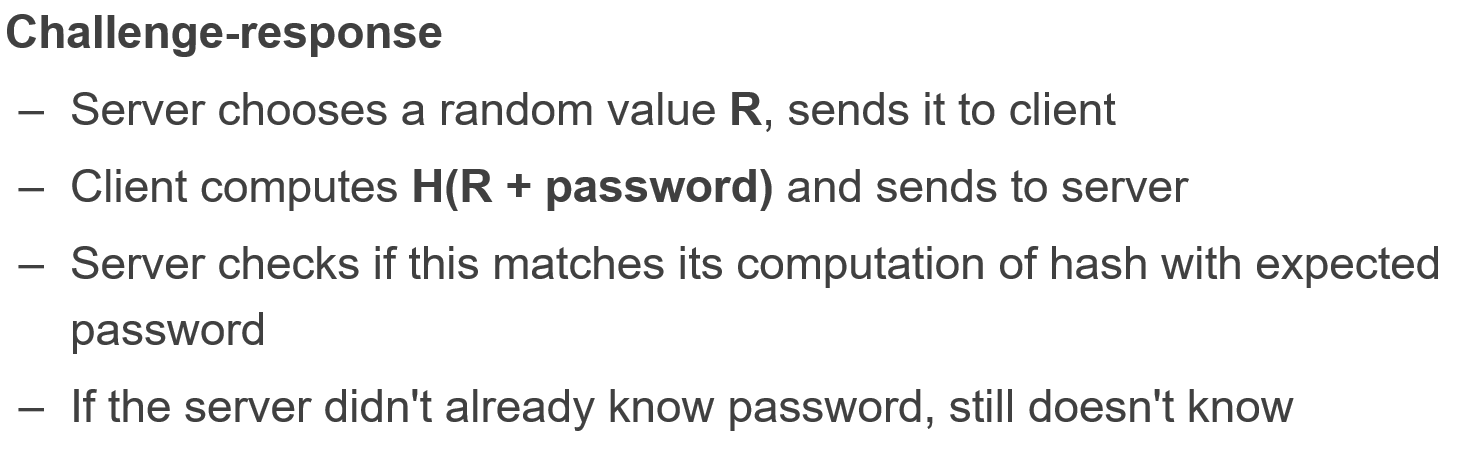 Challenge-response
– Server chooses a random value R, sends it to client
– Client computes H(R + password) and sends to server
– Server checks if this matches its computation of hash with expected
password
– If the server didn't already know password, still doesn't know